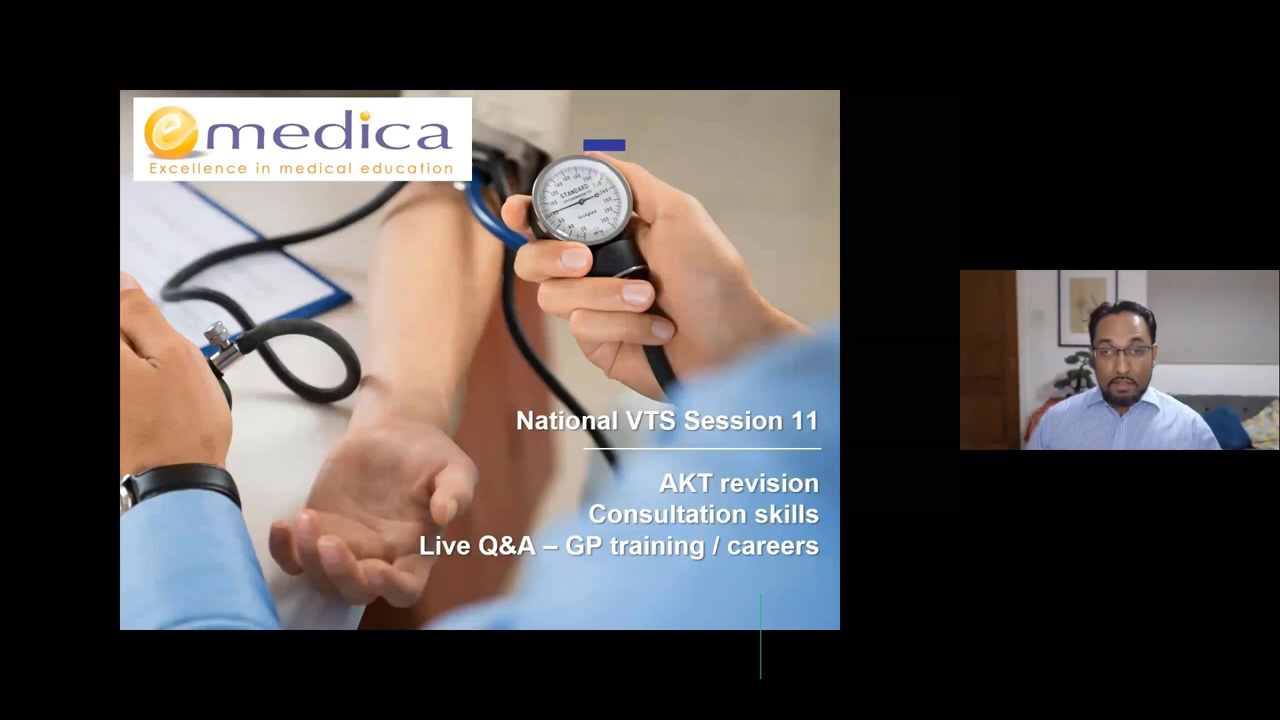 emedica
Excellence in medical education
STANDARD
National VTS Session 11
AKT revision
Consultation skills
Live Q&A – GP training / careers